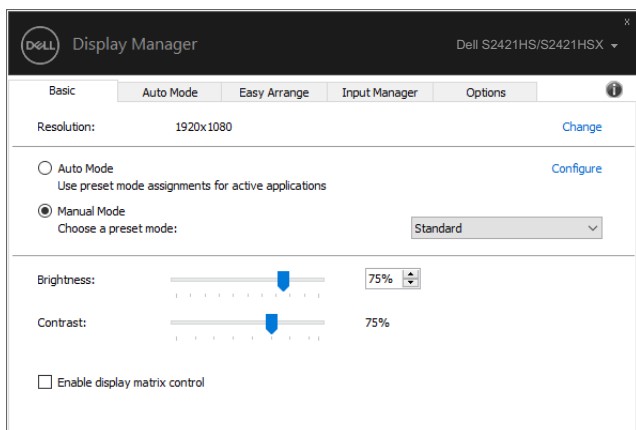 x
DELL Display Manager Dell S2421HS/S2421HSX
Basic Auto Mode Easy Arrange Input Manager Options i
Resolution: 1920x1080 Change
Auto Mode Configure
Use preset mode assignments for active applications
Manual Mode
Choose a preset mode: Standard
Brightness: 75%
Contrast: 75%
Enable display matrix control